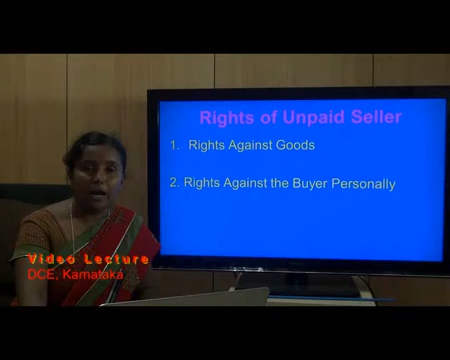 Rights of Unpaid Seller
1. Rights Against Goods
2. Rights Against the Buyer Personally
Video Lecture
DCE, Karnataka